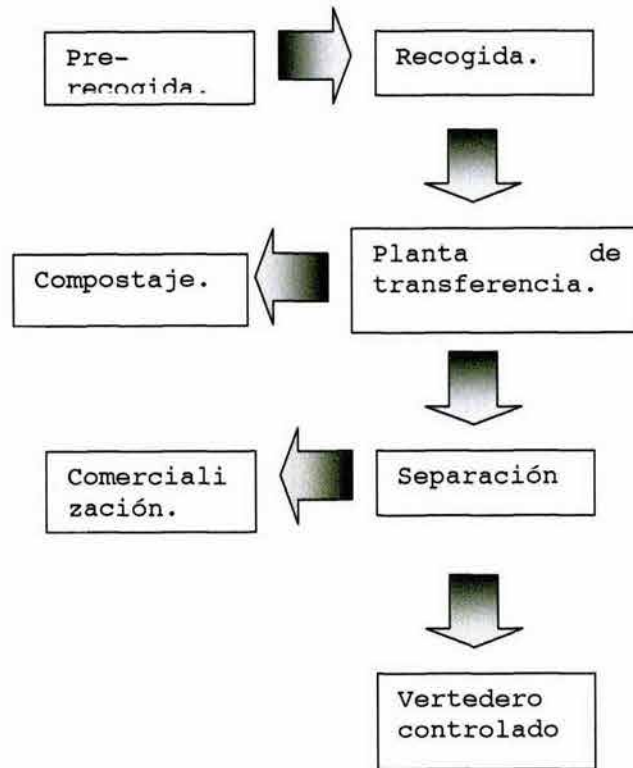 Pre-
recogida.
Recogida.
Planta de
transferencia.
Compostaje.
Separación
Comerciali
zación.
Vertedero
controlado